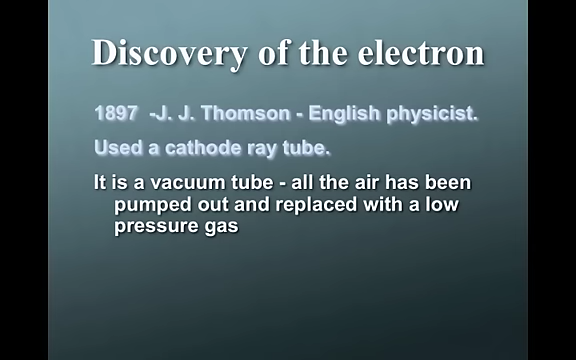 Discovery of the electron
1897 -J. J. Thomson - English physicist.
Used a cathode ray tube.
It is a vacuum tube - all the air has been
pumped out and replaced with a low
pressure gas